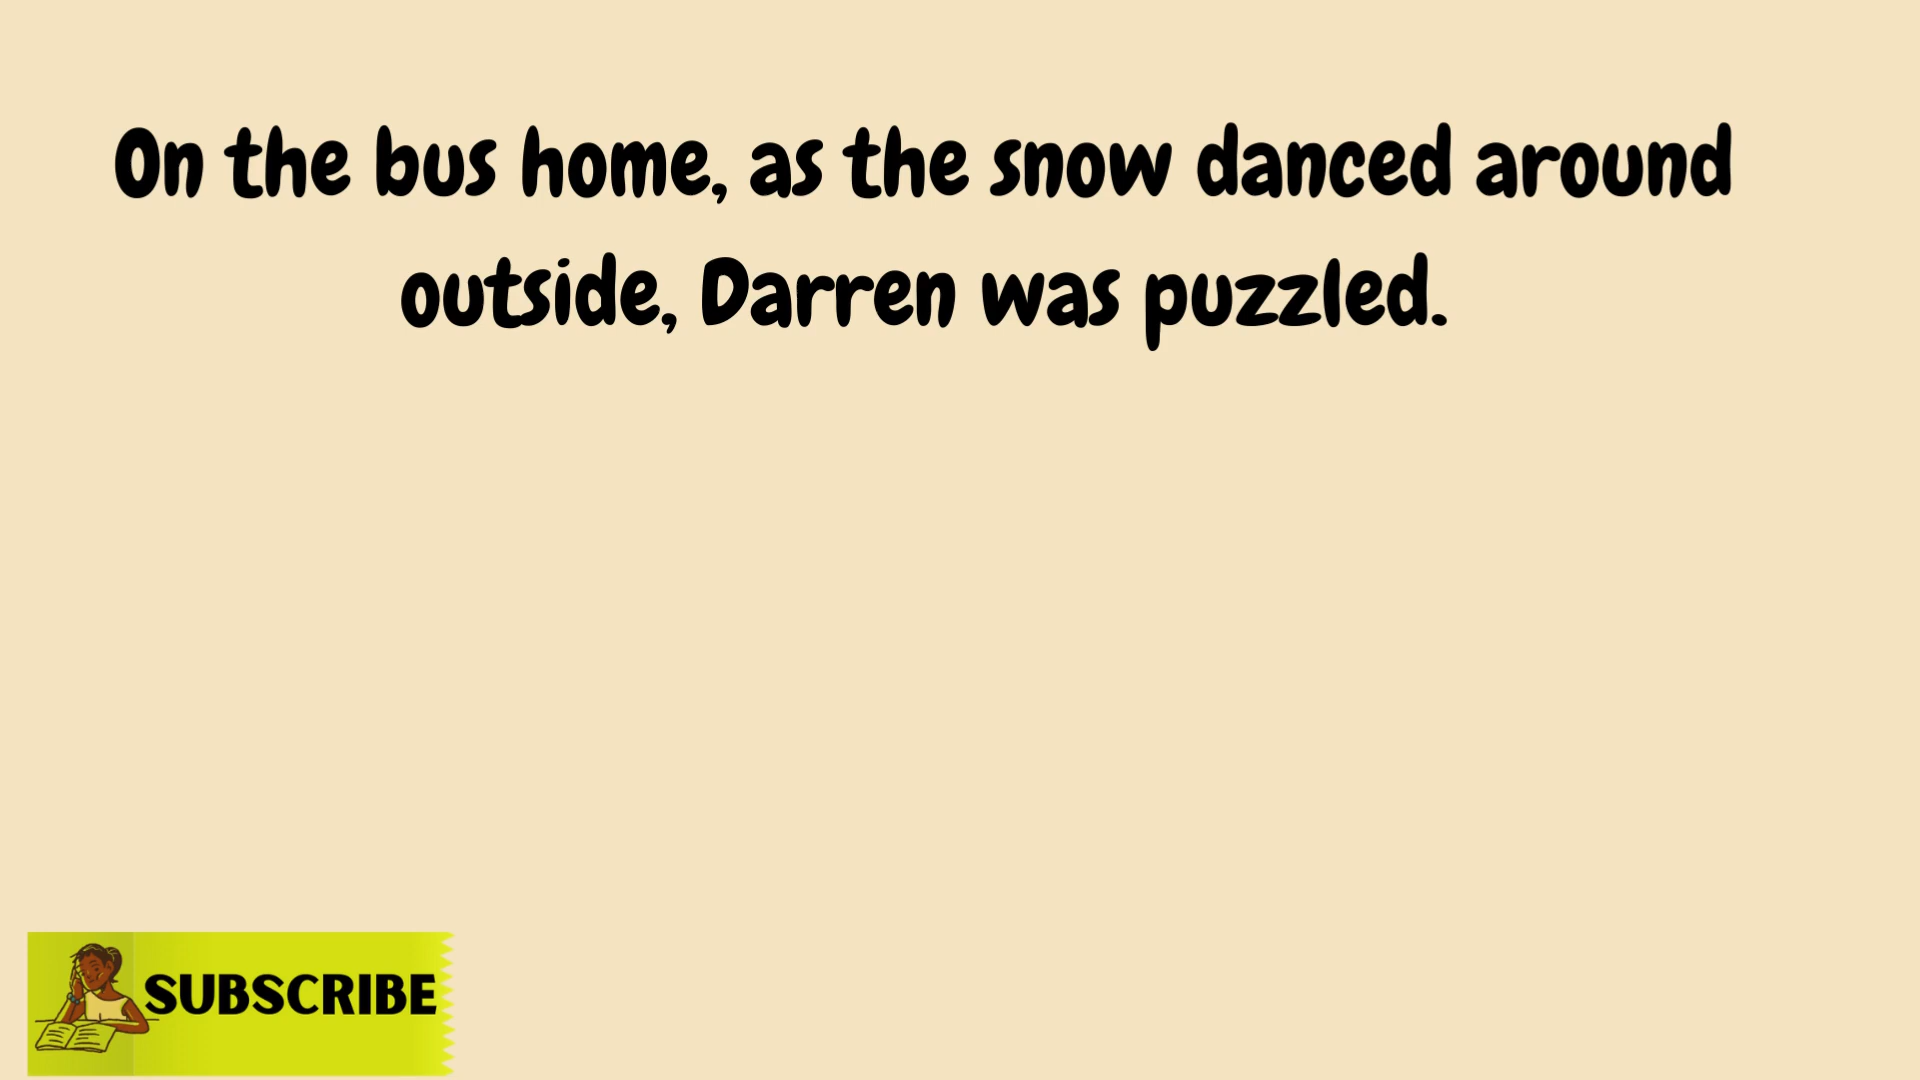 On the bus home, as the snow danced around
outside, Darren was puzzled.
SUBSCRIBE